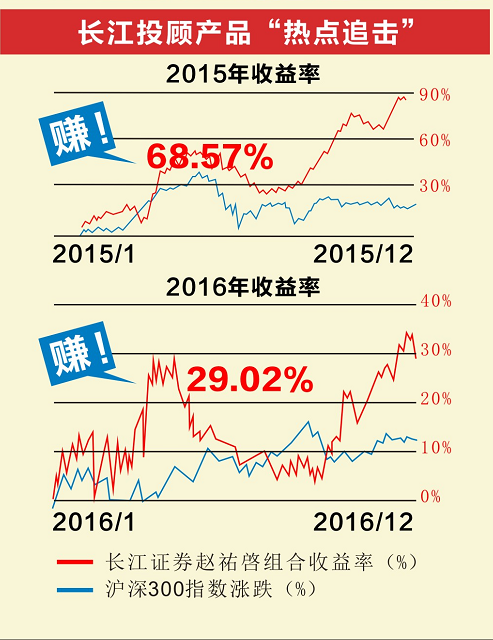 长江投顾产品“热点追击”
2015年收益率
90%
赚！
60%
68.57%
30%
2015/1 2015/12
2016年收益率
40%
赚！
30%
29.02%
20%
10%
0%
2016/1 2016/12
长江证券赵祐啓组合收益率（%）
沪深300指数涨跌（%）